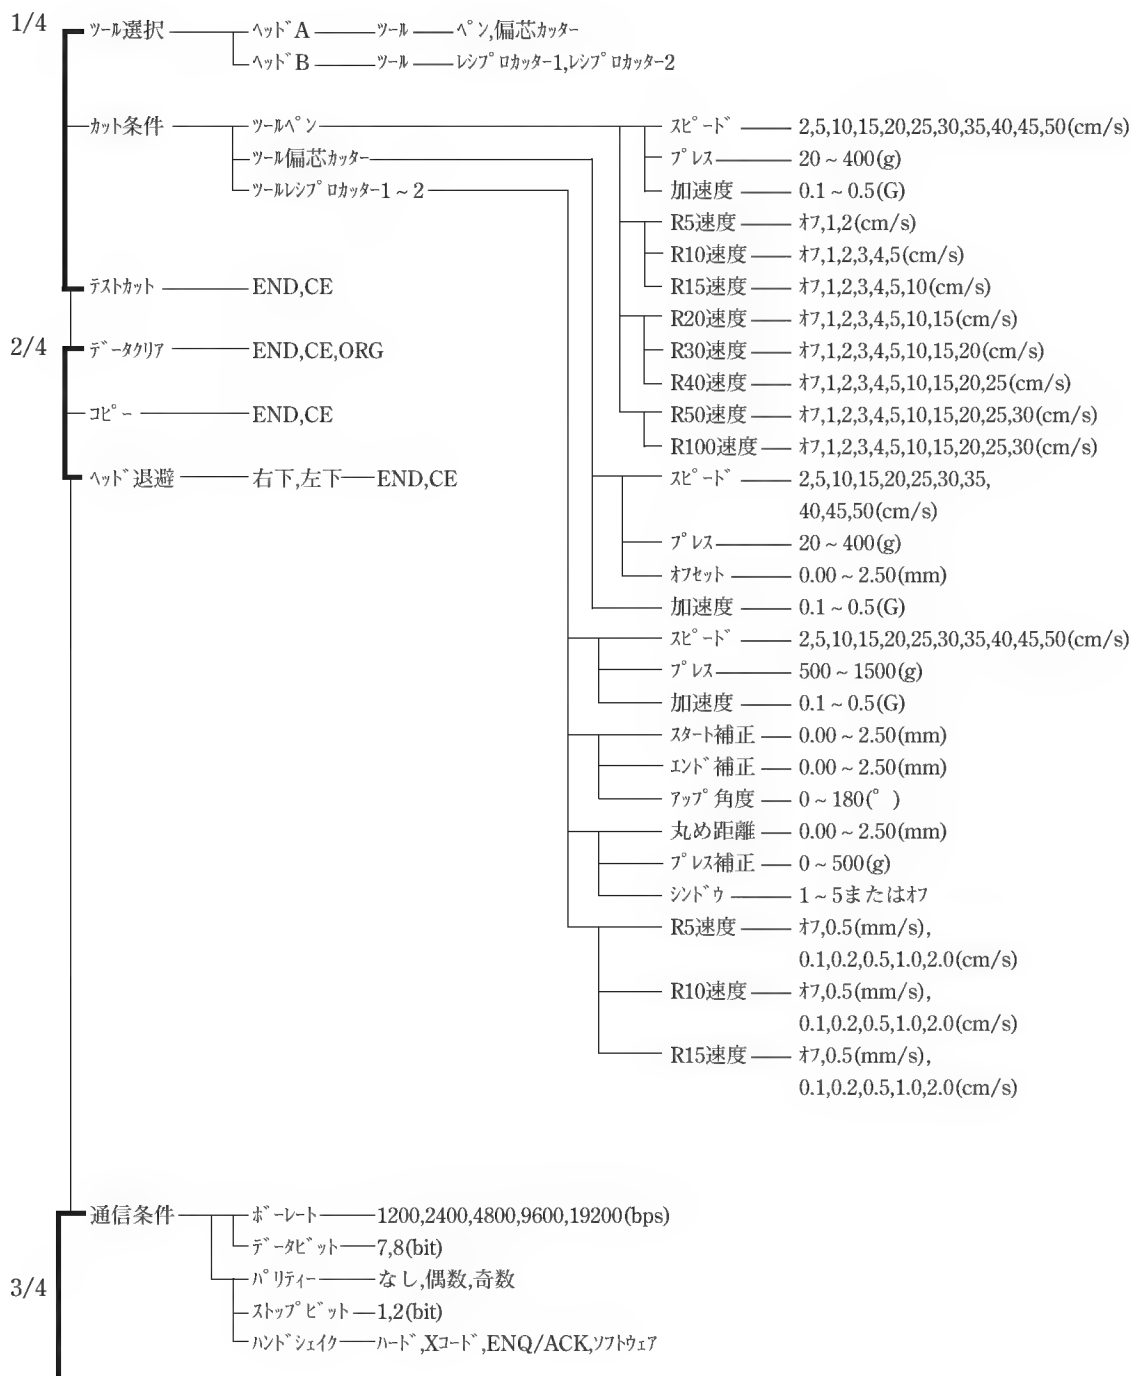 1/4
ﾂｰﾙ選択 ﾍｯﾄﾞA ﾂｰﾙ ﾍﾟﾝ,偏芯ｶｯﾀｰ
ﾍｯﾄﾞB ﾂｰﾙ ﾚｼﾌﾟﾛｶｯﾀｰ1,ﾚｼﾌﾟﾛｶｯﾀｰ2
ｶｯﾄ条件 ﾂｰﾙﾍﾟﾝ ｽﾋﾟｰﾄﾞ 2,5,10,15,20,25,30,35,40,45,50(cm/s)
ﾂｰﾙ偏芯ｶｯﾀｰ ﾌﾟﾚｽ 20～400(g)
ﾂｰﾙﾚｼﾌﾟﾛｶｯﾀｰ1～2 加速度 0.1～0.5(G)
R5速度 ｵﾌ,1,2(cm/s)
R10速度 ｵﾌ,1,2,3,4,5(cm/s)
ﾃｽﾄｶｯﾄ END,CE R15速度 ｵﾌ,1,2,3,4,5,10(cm/s)
R20速度 ｵﾌ,1,2,3,4,5,10,15(cm/s)
2/4 ﾃﾞｰﾀｸﾘｱ END,CE,ORG R30速度 ｵﾌ,1,2,3,4,5,10,15,20(cm/s)
R40速度 ｵﾌ,1,2,3,4,5,10,15,20,25(cm/s)
ｺﾋﾟｰ END,CE R50速度 ｵﾌ,1,2,3,4,5,10,15,20,25,30(cm/s)
R100速度 ｵﾌ,1,2,3,4,5,10,15,20,25,30(cm/s)
ﾍｯﾄﾞ退避 右下,左下 END,CE ｽﾋﾟｰﾄﾞ 2,5,10,15,20,25,30,35,
40,45,50(cm/s)
ﾌﾟﾚｽ 20～400(g)
ｵﾌｾｯﾄ 0.00～2.50(mm)
加速度 0.1～0.5(G)
ｽﾋﾟｰﾄﾞ 2,5,10,15,20,25,30,35,40,45,50(cm/s)
ﾌﾟﾚｽ 500～1500(g)
加速度 0.1～0.5(G)
ｽﾀｰﾄ補正 0.00～2.50(mm)
ｴﾝﾄﾞ補正 0.00～2.50(mm)
ｱｯﾌﾟ角度 0～180(°)
丸め距離 0.00～2.50(mm)
ﾌﾟﾚｽ補正 0～500(g)
ｼﾝﾄﾞｳ 1～5またはｵﾌ
R5速度 ｵﾌ,0.5(mm/s),
0.1,0.2,0.5,1.0,2.0(cm/s)
R10速度 ｵﾌ,0.5(mm/s),
0.1,0.2,0.5,1.0,2.0(cm/s)
R15速度 ｵﾌ,0.5(mm/s),
0.1,0.2,0.5,1.0,2.0(cm/s)
通信条件 ﾎﾞｰﾚｰﾄ 1200,2400,4800,9600,19200(bps)
ﾃﾞｰﾀﾋﾞｯﾄ 7,8(bit)
3/4 ﾊﾟﾘﾃｨｰ なし,偶数,奇数
ｽﾄｯﾌﾟﾋﾞｯﾄ 1,2(bit)
ﾊﾝﾄﾞｼｪｲｸ ﾊｰﾄﾞ,Xｺｰﾄﾞ,ENQ/ACK,ｿﾌﾄｳｪｱ